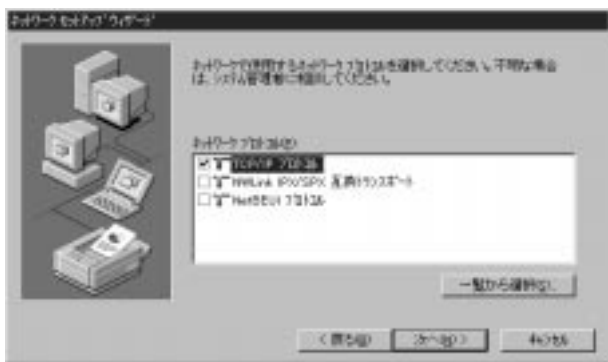 ネットワーク セットアップ ウィザード
ネットワークで使用するネットワーク プロトコルを選択してください。不明な場合
は、システム管理者に相談してください。
ネットワーク プロトコル(P):
TCP/IP プロトコル
NWLink IPX/SPX 互換トランスポート
NetBEUI プロトコル
一覧から選択(S)...
< 戻る(B)
次へ(N) >
キャンセル